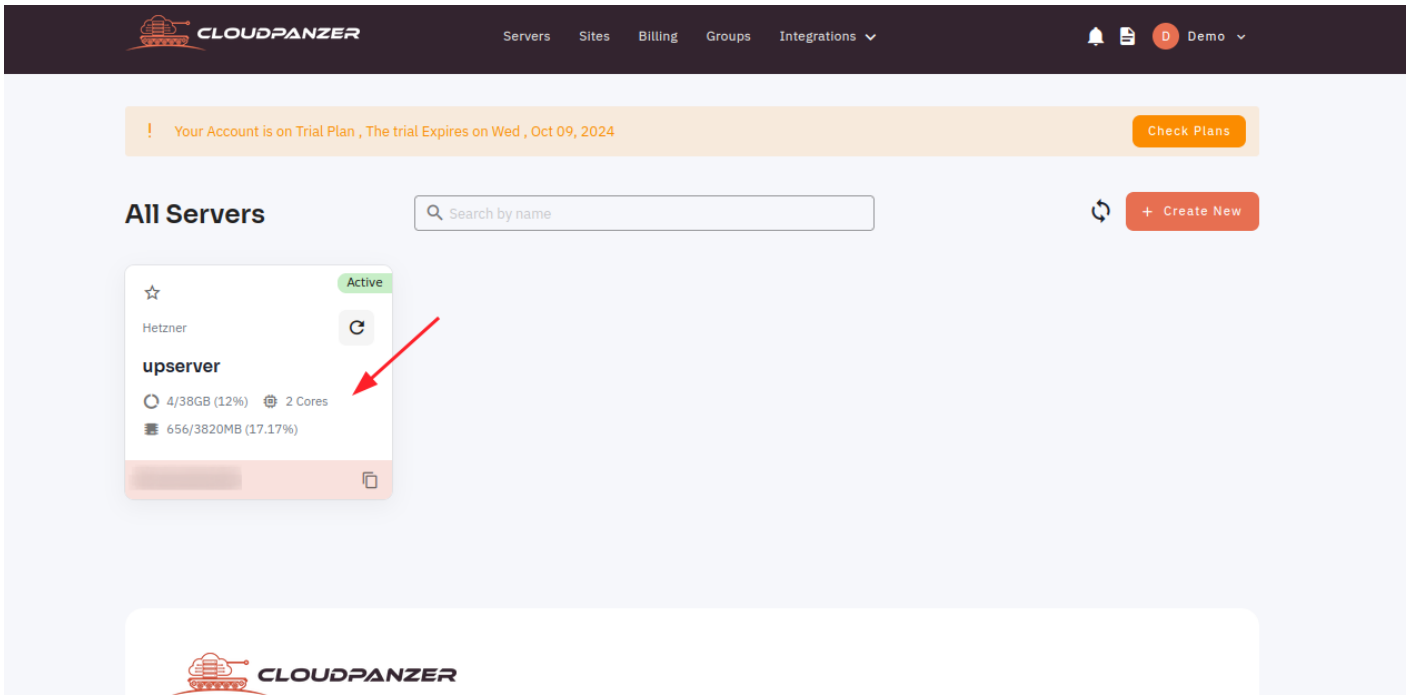 CLOUDPANZER
Servers Sites Billing Groups Integrations
D Demo
! Your Account is on Trial Plan , The trial Expires on Wed , Oct 09, 2024
Check Plans
All Servers
Search by name
+ Create New
Active
Hetzner
upserver
4/38GB (12%) 2 Cores
656/3820MB (17.17%)
CLOUDPANZER